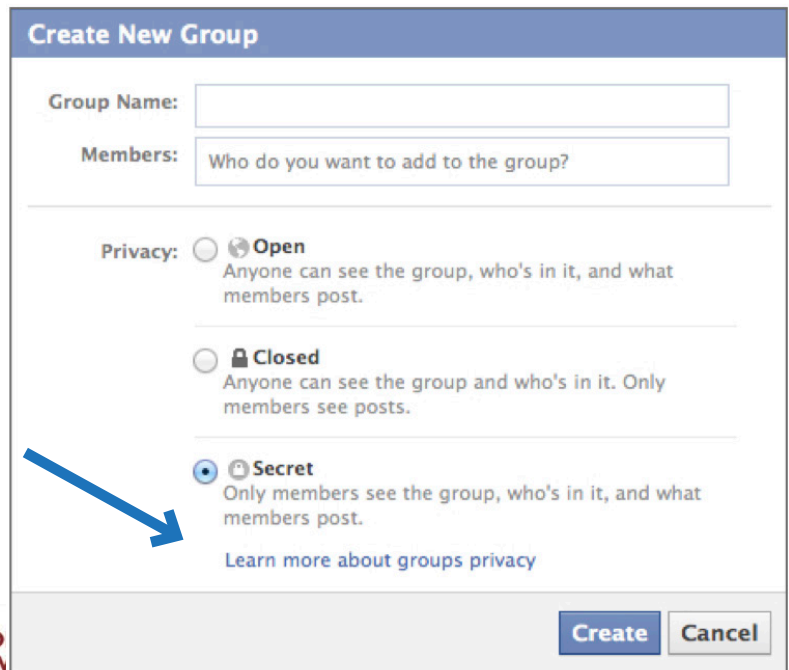 Create New Group
Group Name:
Members: Who do you want to add to the group?
Privacy: Open
Anyone can see the group, who's in it, and what
members post.
Closed
Anyone can see the group and who's in it. Only
members see posts.
Secret
Only members see the group, who's in it, and what
members post.
Learn more about groups privacy
Create Cancel